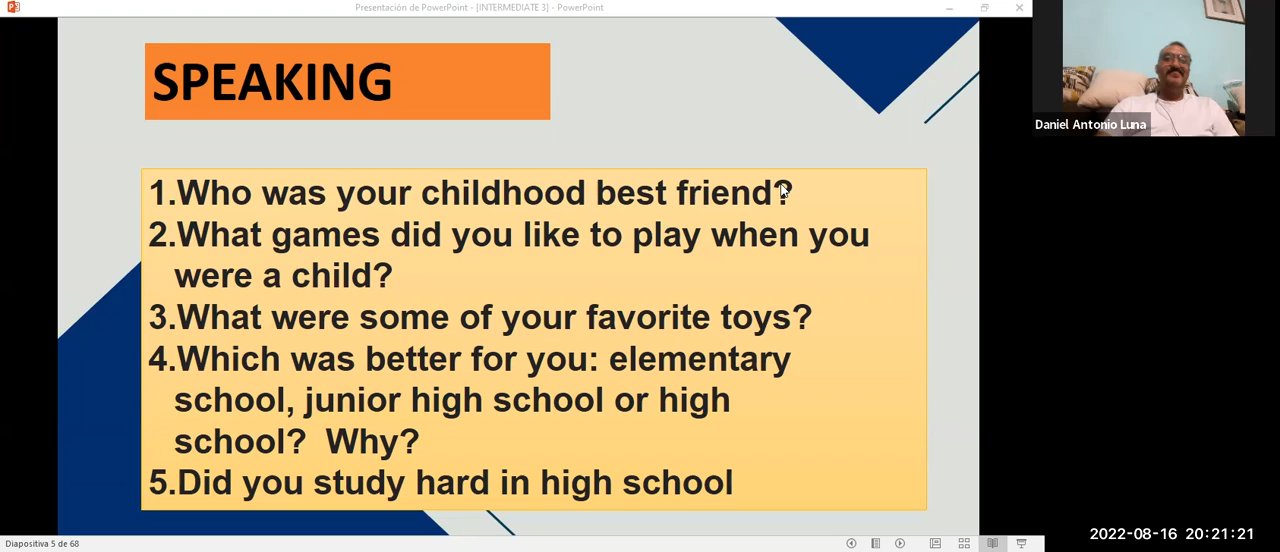 Presentación de PowerPoint - [INTERMEDIATE 3] - PowerPoint
SPEAKING
Daniel Antonio Luna
1.Who was your childhood best friend?
2.What games did you like to play when you
were a child?
3.What were some of your favorite toys?
4.Which was better for you: elementary
school, junior high school or high
school?  Why?
5.Did you study hard in high school
2022-08-16 20:21:21
Diapositiva 5 de 68